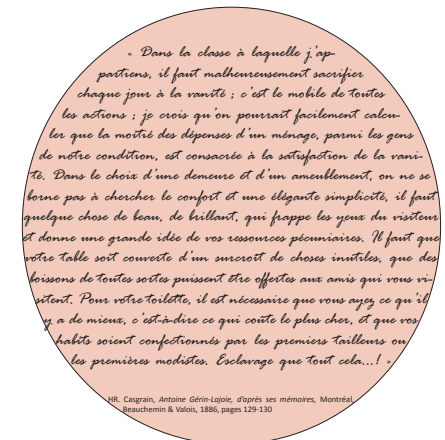 « Dans la classe à laquelle j'ap-
partiens, il faut malheureusement sacrifier
chaque jour à la vanité ; c'est le mobile de toutes
les actions ; je crois qu'on pourrait facilement calcu-
ler que la moitié des dépenses d'un ménage, parmi les gens
de notre condition, est consacrée à la satisfaction de la vani-
té. Dans le choix d'une demeure et d'un ameublement, on ne se
borne pas à chercher le confort et une élégante simplicité, il faut
quelque chose de beau, de brillant, qui frappe les yeux du visiteur
et donne une grande idée de vos ressources pécuniaires. Il faut que
votre table soit couverte d'un surcroît de choses inutiles, que des
boissons de toutes sortes puissent être offertes aux amis qui vous vi-
sitent. Pour votre toilette, il est nécessaire que vous ayez ce qu'il
y a de mieux, c'est-à-dire ce qui coûte le plus cher, et que vos
habits soient confectionnés par les premiers tailleurs ou
les premières modistes. Esclavage que tout cela...! »
HR. Casgrain, Antoine Gérin-Lajoie, d'après ses mémoires, Montréal,
Beauchemin & Valois, 1886, pages 129-130